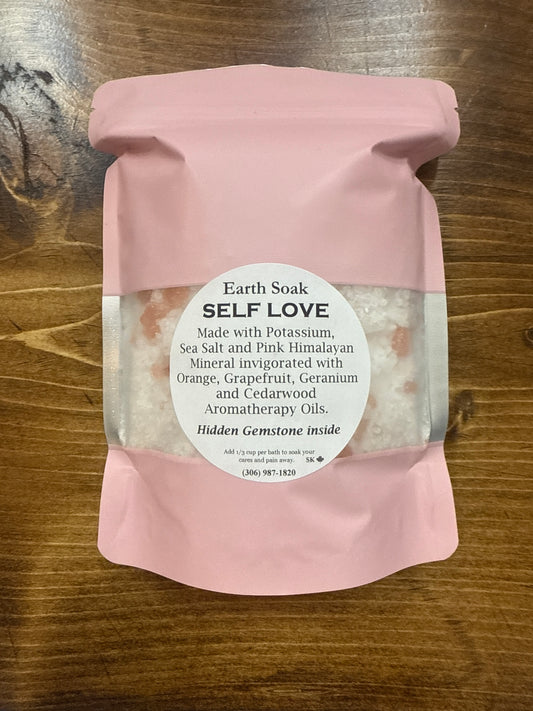 Earth Soak
SELF LOVE
Made with Potassium,
Sea Salt and Pink Himalayan
Mineral invigorated with
Orange, Grapefruit, Geranium
and Cedarwood
Aromatherapy Oils.
Hidden Gemstone inside
Add 1/3 cup per bath to soak your
cares and pain away. SK
(306) 987-1820